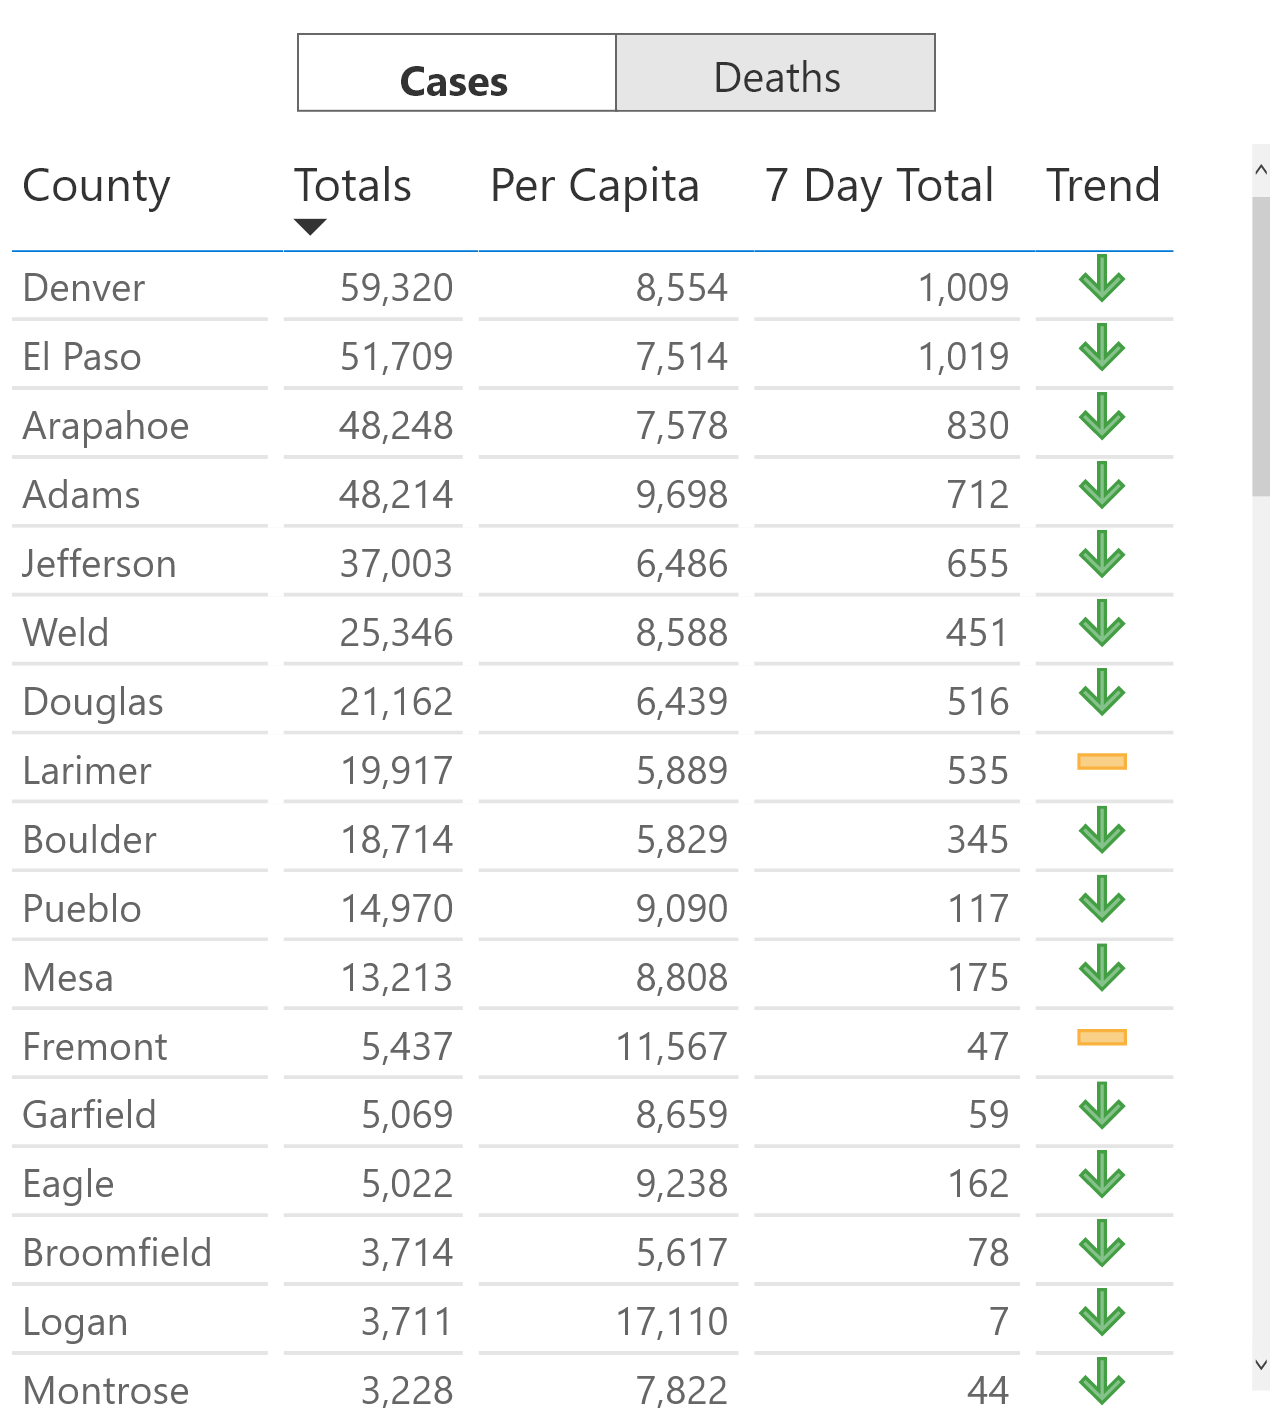 Cases Deaths
County Totals Per Capita 7 Day Total Trend
Denver 59,320 8,554 1,009
El Paso 51,709 7,514 1,019
Arapahoe 48,248 7,578 830
Adams 48,214 9,698 712
Jefferson 37,003 6,486 655
Weld 25,346 8,588 451
Douglas 21,162 6,439 516
Larimer 19,917 5,889 535
Boulder 18,714 5,829 345
Pueblo 14,970 9,090 117
Mesa 13,213 8,808 175
Fremont 5,437 11,567 47
Garfield 5,069 8,659 59
Eagle 5,022 9,238 162
Broomfield 3,714 5,617 78
Logan 3,711 17,110 7
Montrose 3,228 7,822 44